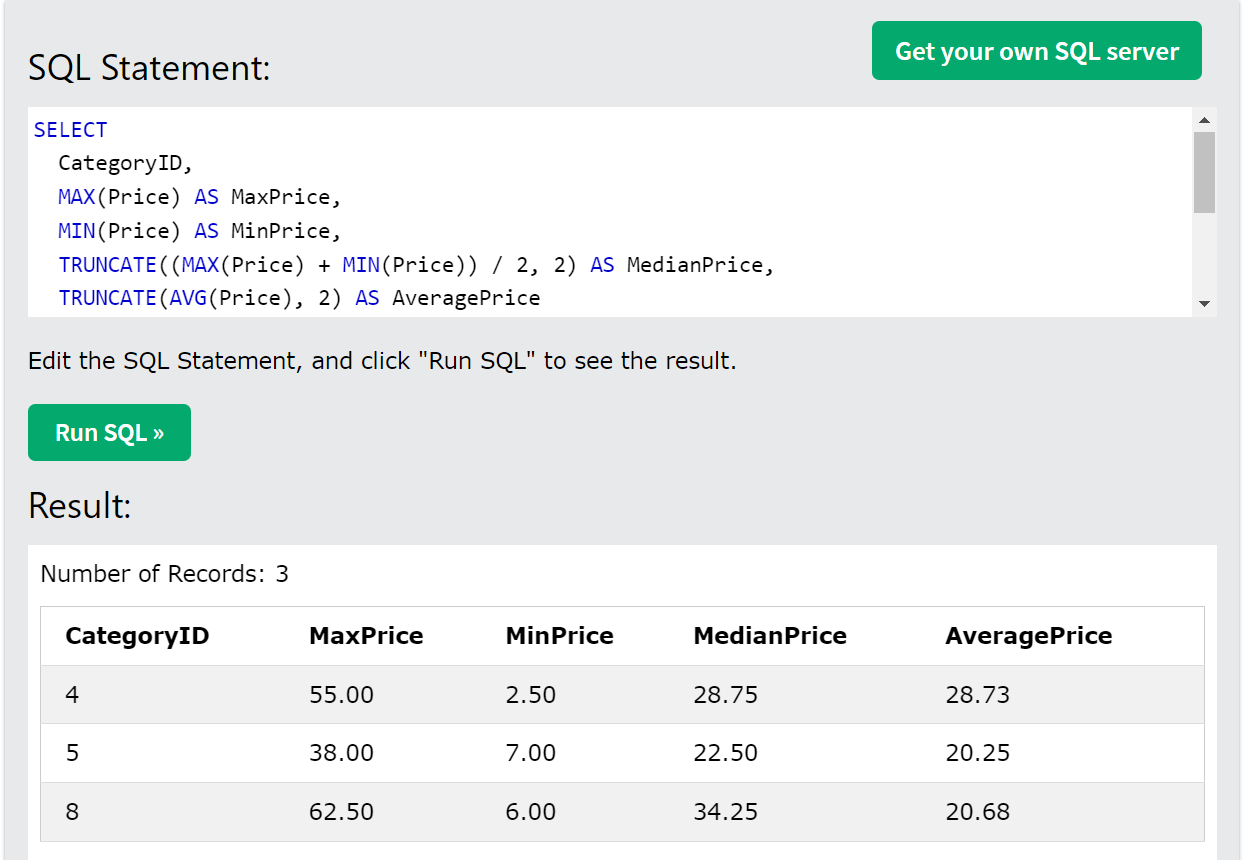 SQL Statement:
Get your own SQL server
SELECT
CategoryID,
MAX(Price) AS MaxPrice,
MIN(Price) AS MinPrice,
TRUNCATE((MAX(Price) + MIN(Price)) / 2, 2) AS MedianPrice,
TRUNCATE(AVG(Price), 2) AS AveragePrice
Edit the SQL Statement, and click "Run SQL" to see the result.
Run SQL »
Result:
Number of Records: 3
CategoryID MaxPrice MinPrice MedianPrice AveragePrice
4 55.00 2.50 28.75 28.73
5 38.00 7.00 22.50 20.25
8 62.50 6.00 34.25 20.68